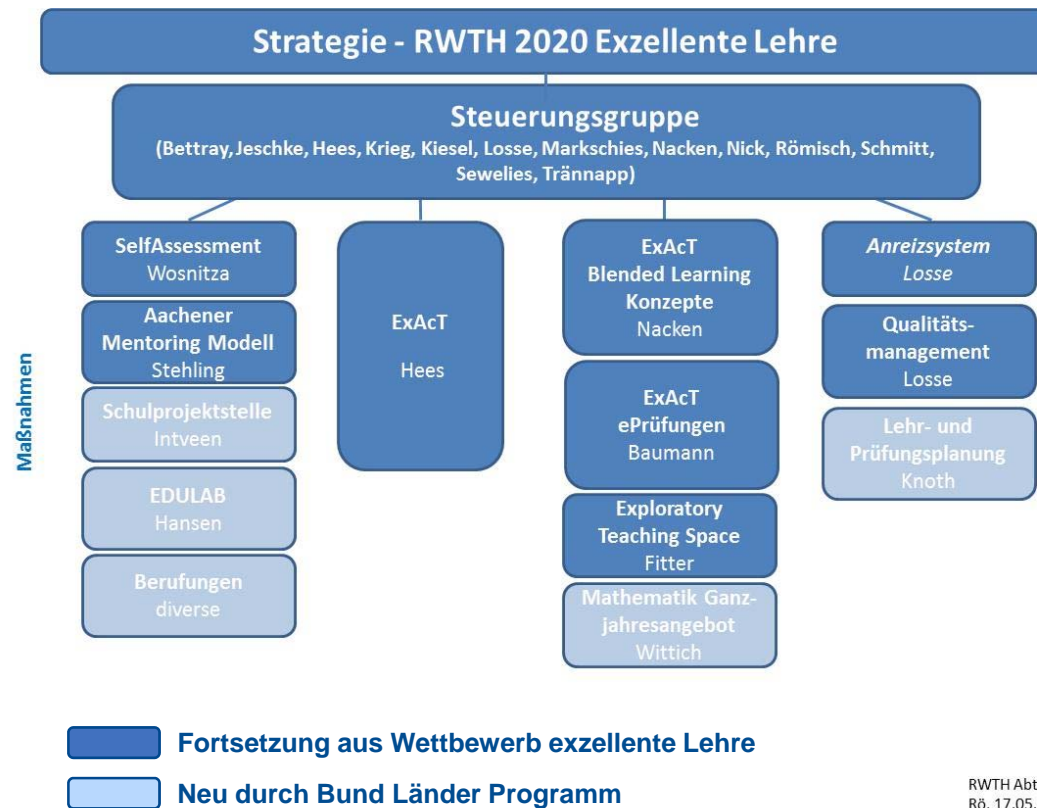 Strategie - RWTH 2020 Exzellente Lehre
Steuerungsgruppe
(Bettray, Jeschke, Hees, Krieg, Kiesel, Losse, Markschies, Nacken, Nick, Römisch, Schmitt,
Sewelies, Trännapp)
Maßnahmen
SelfAssessment
Wosnitza
Aachener
Mentoring Modell
Stehling
Schulprojektstelle
Intveen
EDULAB
Hansen
Berufungen
diverse
ExAcT
Hees
ExAcT
Blended Learning
Konzepte
Nacken
ExAcT
ePrüfungen
Baumann
Exploratory
Teaching Space
Fitter
Mathematik Ganz-
jahresangebot
Wittich
Anreizsystem
Losse
Qualitäts-
management
Losse
Lehr- und
Prüfungsplanung
Knoth
Fortsetzung aus Wettbewerb exzellente Lehre
Neu durch Bund Länder Programm
RWTH Abt
Rö, 17.05.